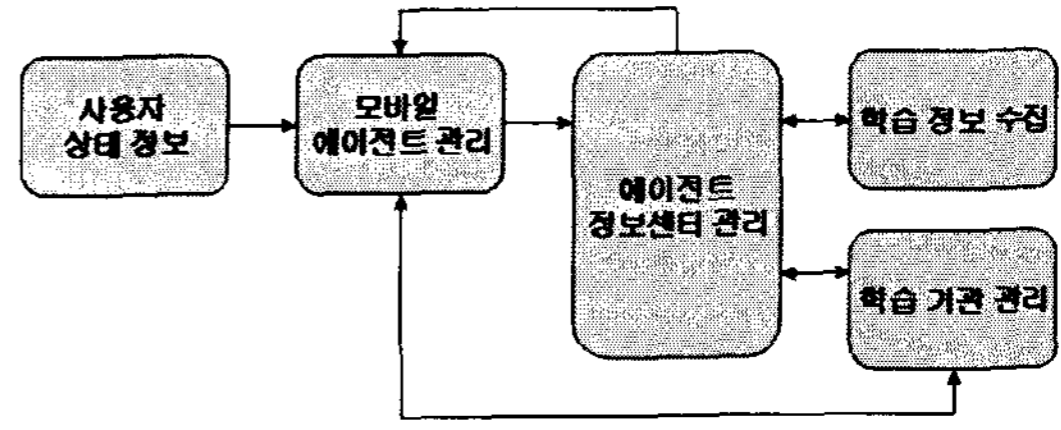 사용자
상태 정보
모바일
에이전트 관리
에이전트
정보센터 관리
학습 정보 수집
학습 기관 관리